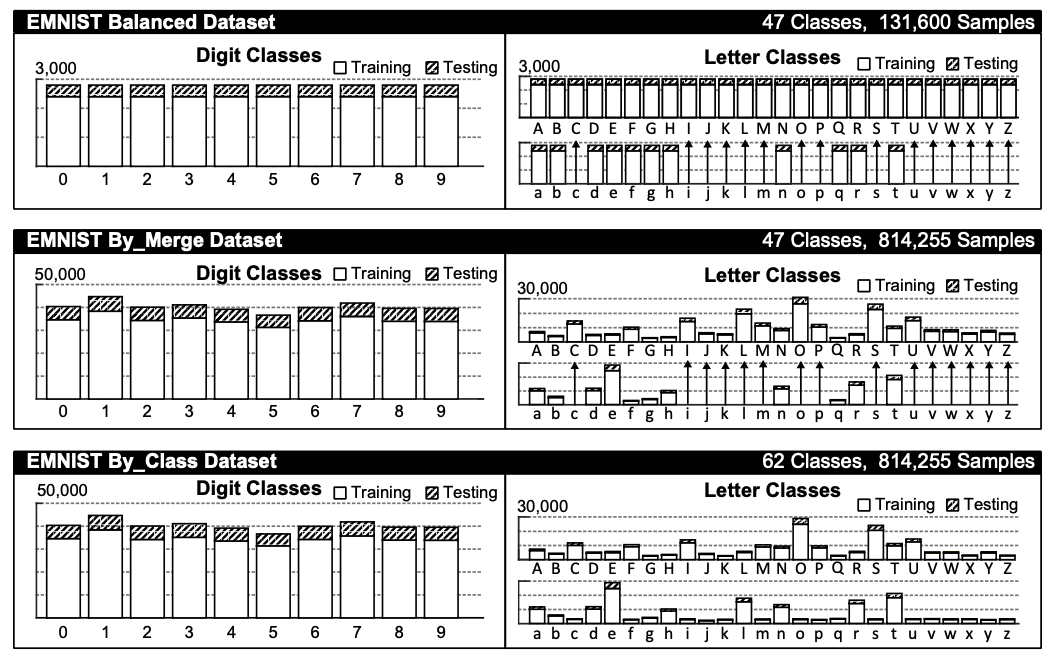 EMNIST Balanced Dataset 47 Classes, 131,600 Samples
Digit Classes
3,000
Training Testing
0 1 2 3 4 5 6 7 8 9
Letter Classes
3,000
Training Testing
A B C D E F G H I J K L M N O P Q R S T U V W X Y Z
a b c d e f g h i j k l m n o p q r s t u v w x y z
EMNIST By_Merge Dataset 47 Classes, 814,255 Samples
Digit Classes
50,000
Training Testing
0 1 2 3 4 5 6 7 8 9
Letter Classes
30,000
Training Testing
A B C D E F G H I J K L M N O P Q R S T U V W X Y Z
a b c d e f g h i j k l m n o p q r s t u v w x y z
EMNIST By_Class Dataset 62 Classes, 814,255 Samples
Digit Classes
50,000
Training Testing
0 1 2 3 4 5 6 7 8 9
Letter Classes
30,000
Training Testing
A B C D E F G H I J K L M N O P Q R S T U V W X Y Z
a b c d e f g h i j k l m n o p q r s t u v w x y z